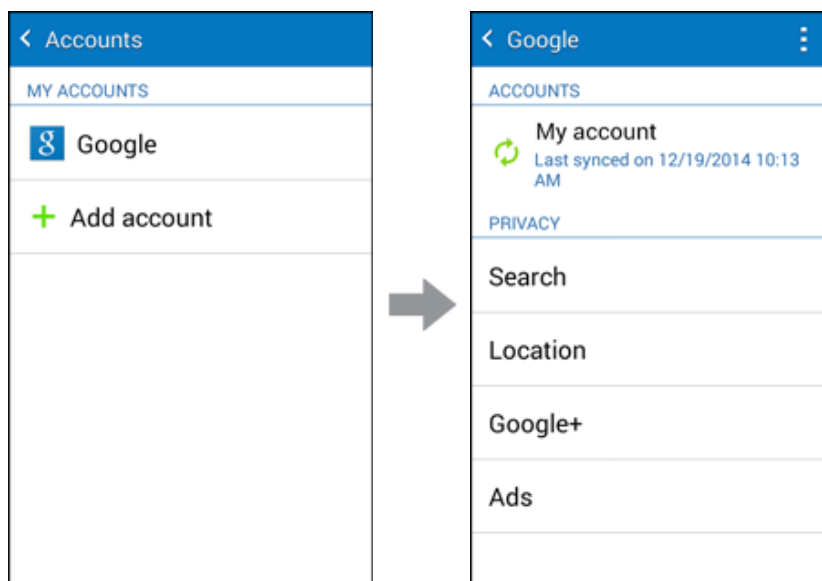 Accounts
MY ACCOUNTS
8 Google
Add account
Google
ACCOUNTS
My account
Last synced on 12/19/2014 10:13
AM
PRIVACY
Search
Location
Google+
Ads